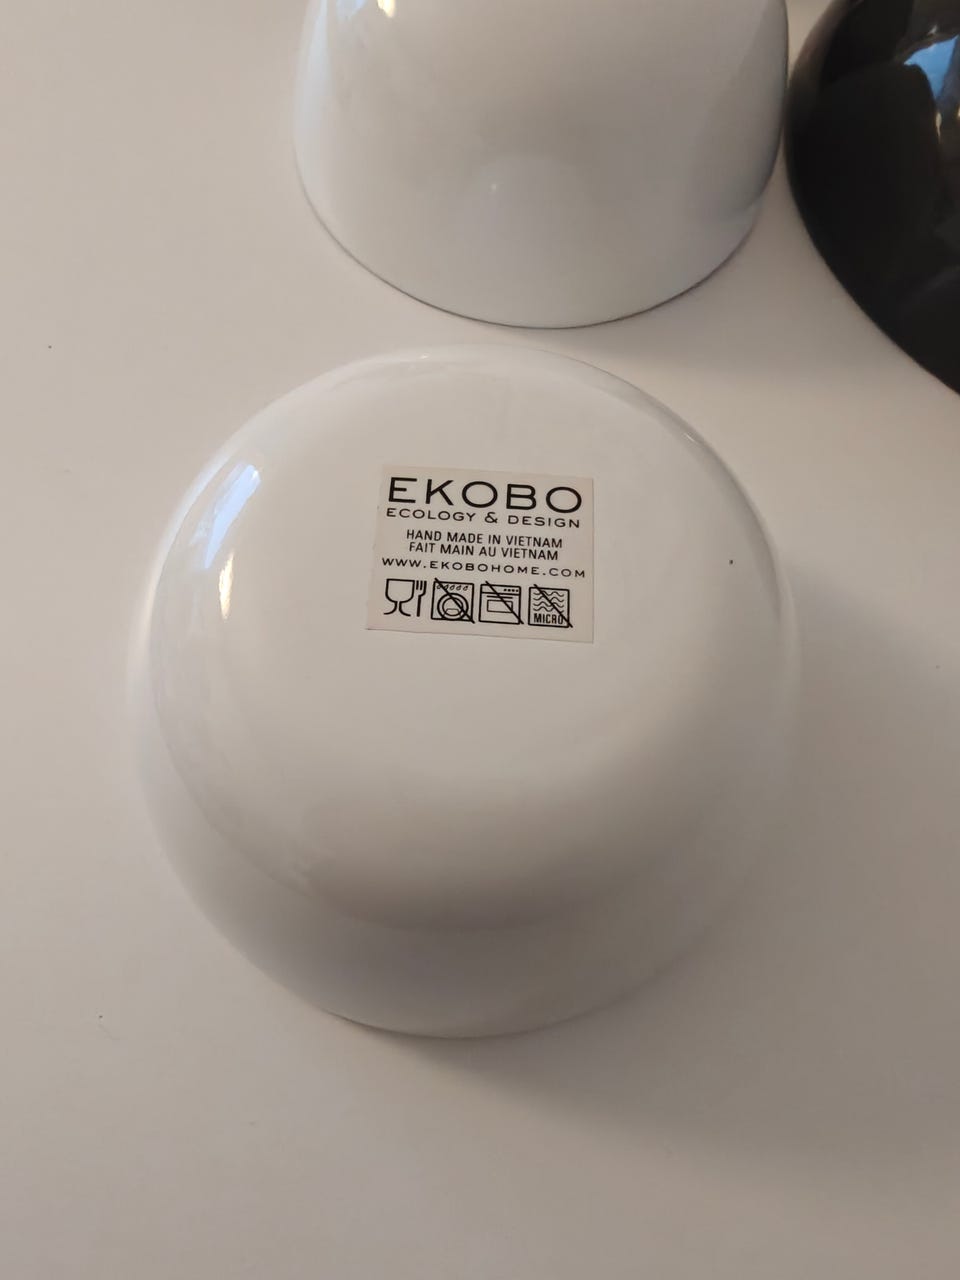 EKOBO
ECOLOGY & DESIGN
HAND MADE IN VIETNAM
FAIT MAIN AU VIETNAM
WWW.EKOBOHOME.COM
MICRO